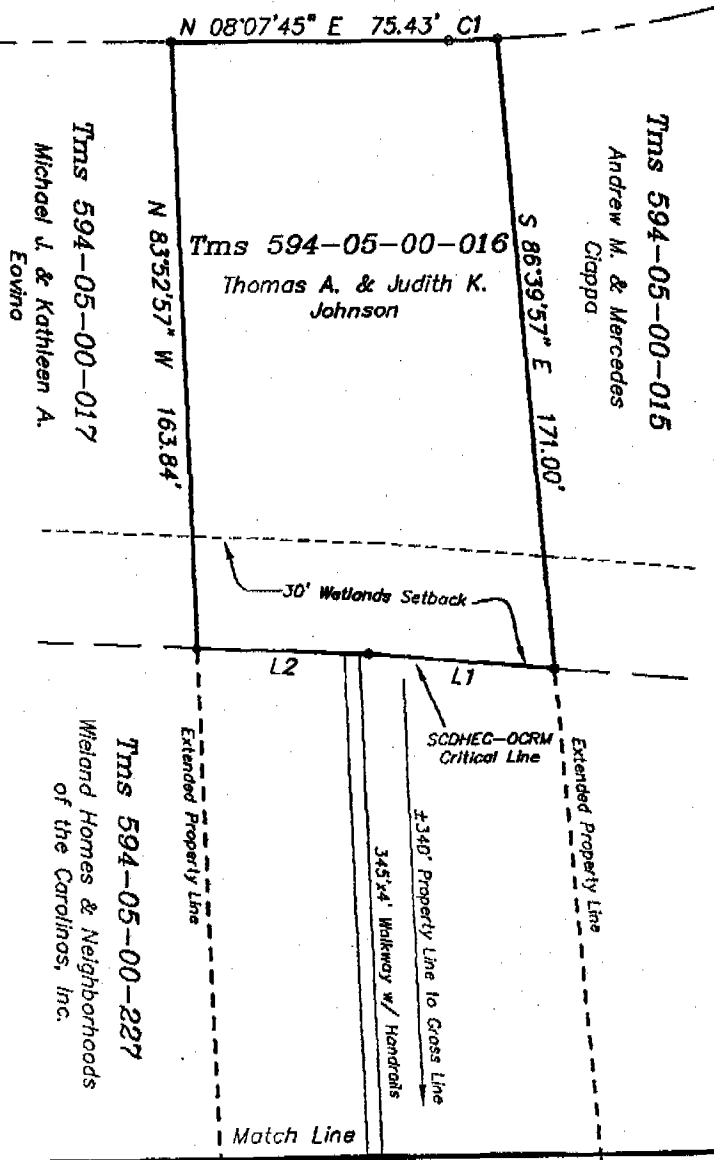 N 08°07'45" E 75.43' C1
Tms 594-05-00-015
Andrew M. & Mercedes
Ciappa
S 86°39'57" E 171.00'
Tms 594-05-00-016
Thomas A. & Judith K.
Johnson
N 83°52'57" W 163.84'
Tms 594-05-00-017
Michael J. & Kathleen A.
Eovino
30' Wetlands Setback
L2
L1
SCDHEC-OCRM
Critical Line
Extended Property Line
Extended Property Line
±340' Property Line to Grass Line
345'x4' Walkway w/ Handrails
Tms 594-05-00-227
Wieland Homes & Neighborhoods
of the Carolinas, Inc.
Match Line